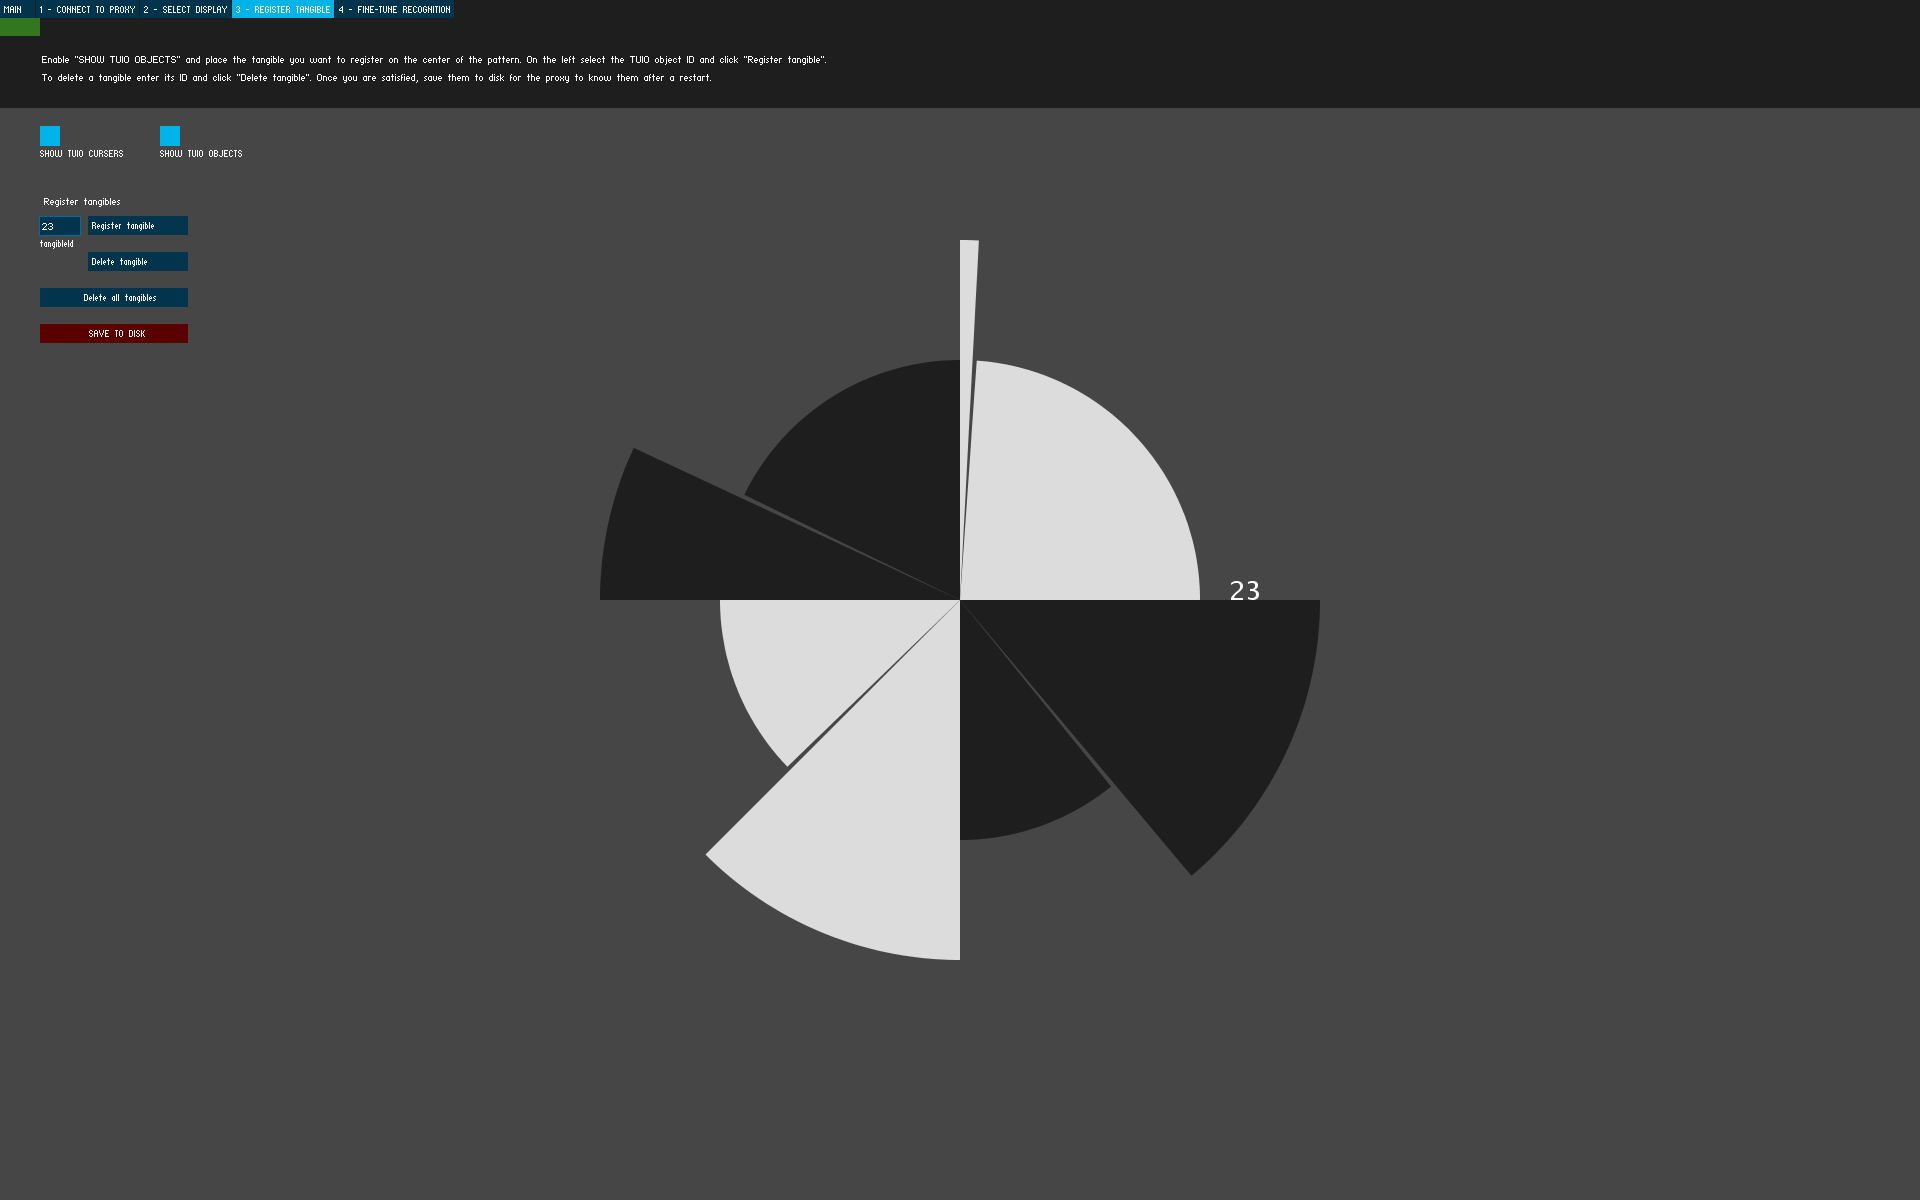 MAIN 1 - CONNECT TO PROXY 2 - SELECT DISPLAY 3 - REGISTER TANGIBLE 4 - FINE-TUNE RECOGNITION
Enable "SHOW TUIO OBJECTS" and place the tangible you want to register on the center of the pattern. On the left select the TUIO object ID and click "Register tangible".
To delete a tangible enter its ID and click "Delete tangible". Once you are satisfied, save them to disk for the proxy to know them after a restart.
SHOW TUIO CURSERS SHOW TUIO OBJECTS
Register tangibles
23 Register tangible
tangibleId
Delete tangible
Delete all tangibles
SAVE TO DISK
23